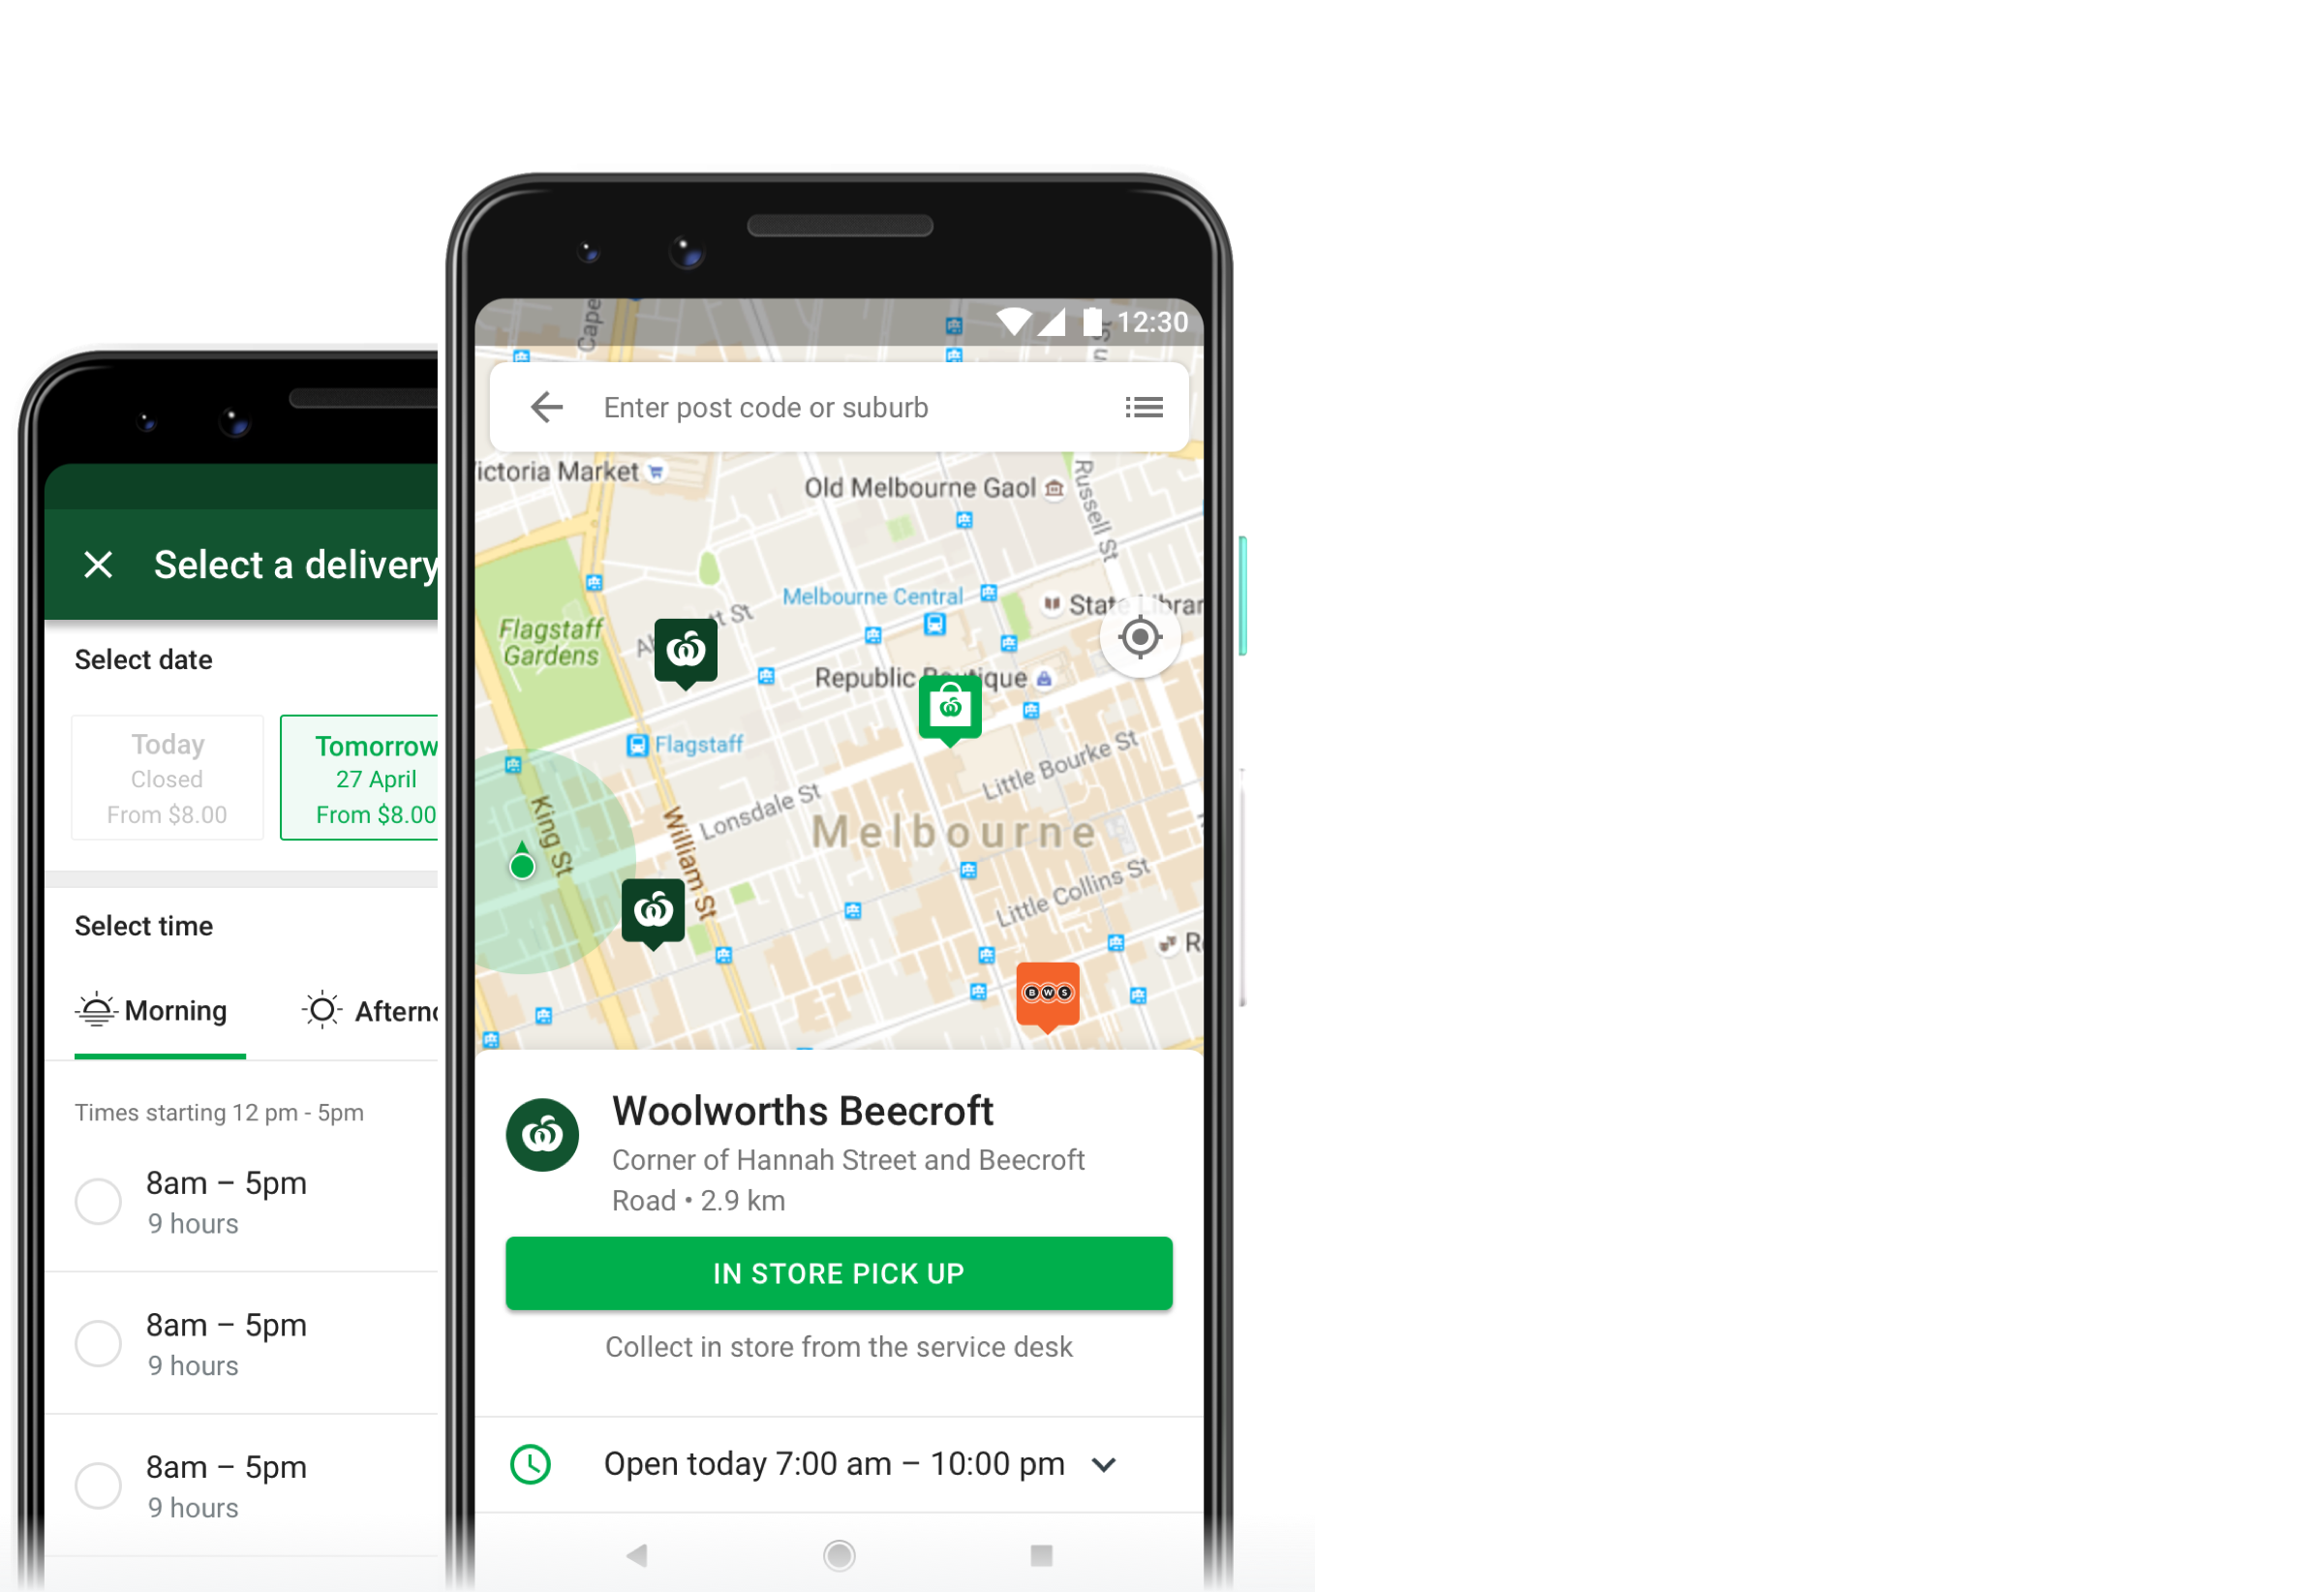 Select a delivery
Select date
Today
Closed
From $8.00
Tomorrow
27 April
From $8.00
Select time
Morning
Afterno
Times starting 12 pm - 5pm
8am – 5pm
9 hours
8am – 5pm
9 hours
8am – 5pm
9 hours
12:30
Cape
n St
Enter post code or suburb
ictoria Market
Old Melbourne Gaol
Russell St
Melbourne Central
State Librar
Flagstaff
Gardens
tt St
Republic Boutique
Flagstaff
Little Bourke St
King St
William St
Lonsdale St
Melbourne
Little Collins St
R
BWS
Woolworths Beecroft
Corner of Hannah Street and Beecroft
Road • 2.9 km
IN STORE PICK UP
Collect in store from the service desk
Open today 7:00 am – 10:00 pm